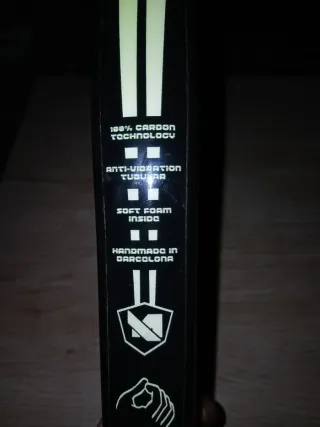 100% CARBON
TECHNOLOGY
ANTI-VIBRATION
TUBULAR
SOFT FOAM
INSIDE
HANDMADE IN
BARCELONA